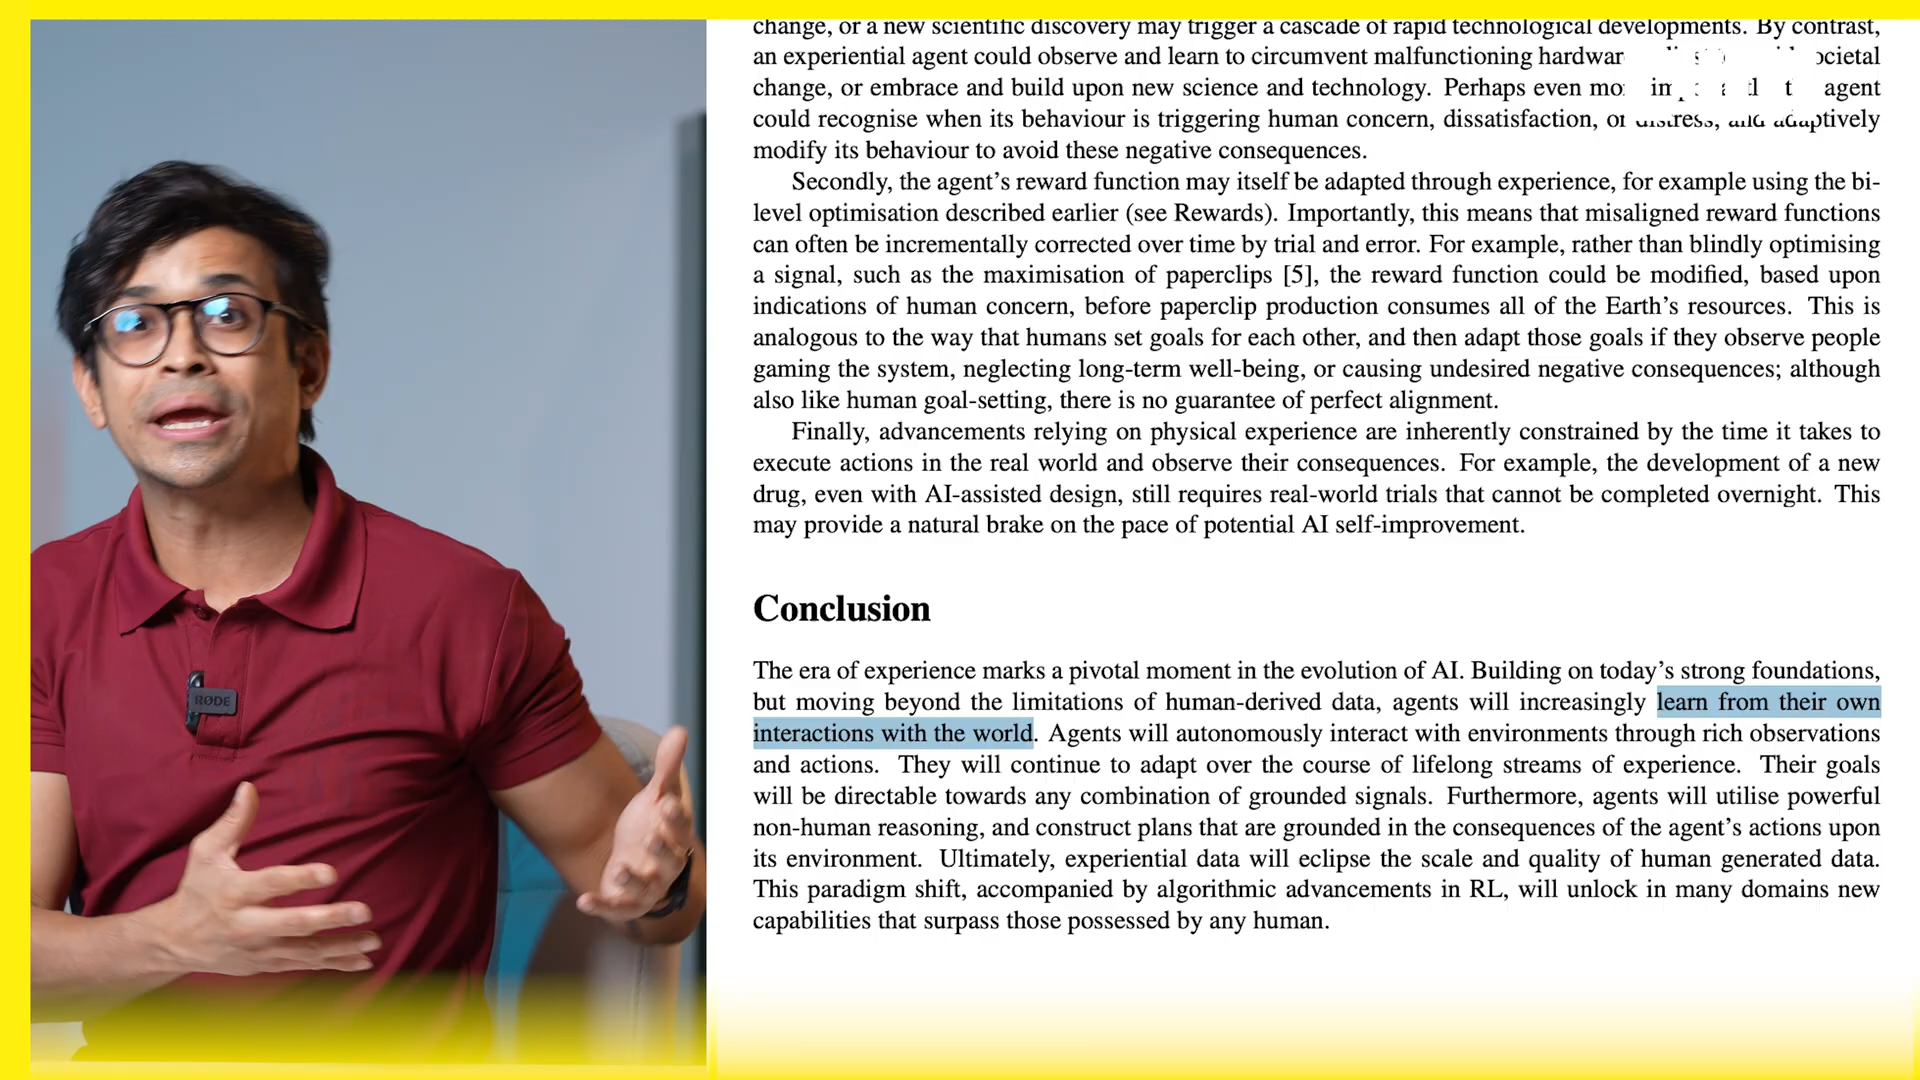 change, or a new scientific discovery may trigger a cascade of rapid technological developments. By contrast,
an experiential agent could observe and learn to circumvent malfunctioning hardware societal
change, or embrace and build upon new science and technology. Perhaps even more agent
could recognise when its behaviour is triggering human concern, dissatisfaction, or distress, and adaptively
modify its behaviour to avoid these negative consequences.
Secondly, the agent's reward function may itself be adapted through experience, for example using the bi-
level optimisation described earlier (see Rewards). Importantly, this means that misaligned reward functions
can often be incrementally corrected over time by trial and error. For example, rather than blindly optimising
a signal, such as the maximisation of paperclips [5], the reward function could be modified, based upon
indications of human concern, before paperclip production consumes all of the Earth's resources. This is
analogous to the way that humans set goals for each other, and then adapt those goals if they observe people
gaming the system, neglecting long-term well-being, or causing undesired negative consequences; although
also like human goal-setting, there is no guarantee of perfect alignment.
Finally, advancements relying on physical experience are inherently constrained by the time it takes to
execute actions in the real world and observe their consequences. For example, the development of a new
drug, even with AI-assisted design, still requires real-world trials that cannot be completed overnight. This
may provide a natural brake on the pace of potential AI self-improvement.
Conclusion
The era of experience marks a pivotal moment in the evolution of AI. Building on today's strong foundations,
but moving beyond the limitations of human-derived data, agents will increasingly learn from their own
interactions with the world. Agents will autonomously interact with environments through rich observations
and actions. They will continue to adapt over the course of lifelong streams of experience. Their goals
will be directable towards any combination of grounded signals. Furthermore, agents will utilise powerful
non-human reasoning, and construct plans that are grounded in the consequences of the agent's actions upon
its environment. Ultimately, experiential data will eclipse the scale and quality of human generated data.
This paradigm shift, accompanied by algorithmic advancements in RL, will unlock in many domains new
capabilities that surpass those possessed by any human.
RØDE